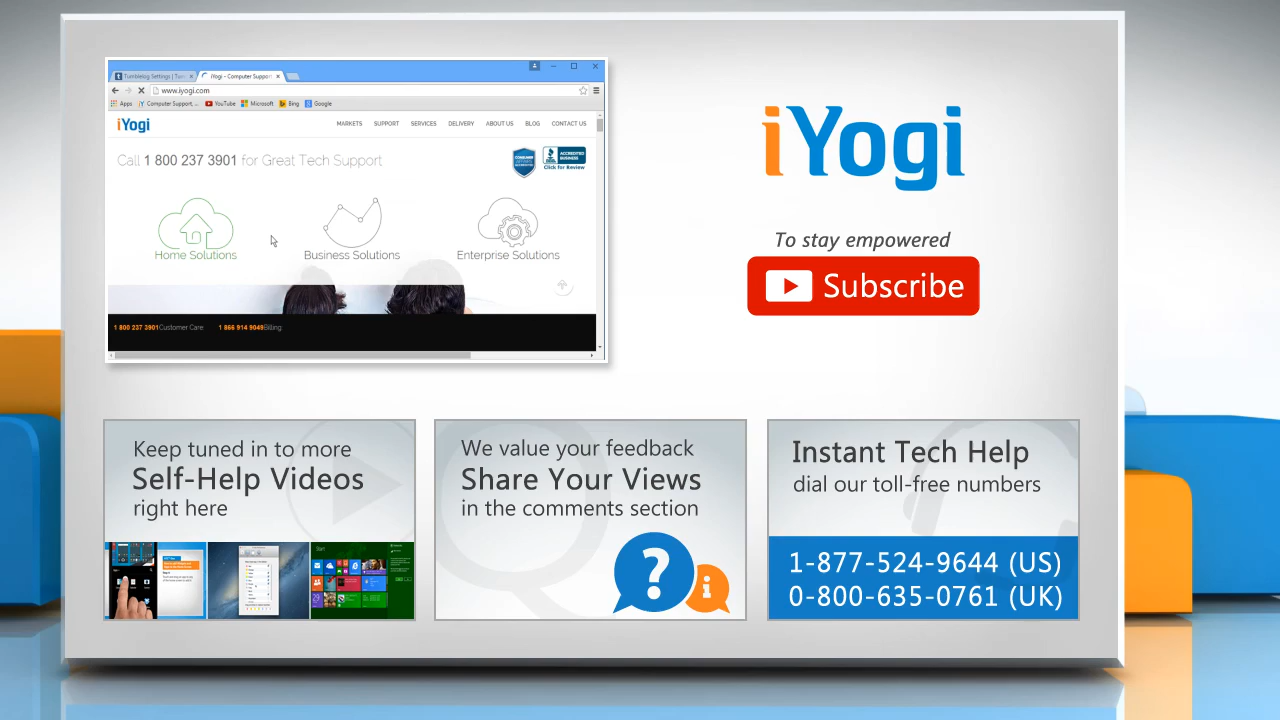 Tumblelog Settings | Tum
iYogi - Computer Support
www.iyogi.com
Apps
Computer Support, ...
YouTube
Microsoft
Bing
Google
iYogi
MARKETS
SUPPORT
SERVICES
DELIVERY
ABOUT US
BLOG
CONTACT US
Call 1 800 237 3901 for Great Tech Support
ACCREDITED
BUSINESS
Click for Review
Home Solutions
Business Solutions
Enterprise Solutions
1 800 237 3901Customer Care
1 866 914 9049Billing
iYogi
To stay empowered
Subscribe
Keep tuned in to more
Self-Help Videos
right here
Start
We value your feedback
Share Your Views
in the comments section
?
i
Instant Tech Help
dial our toll-free numbers
1-877-524-9644 (US)
0-800-635-0761 (UK)